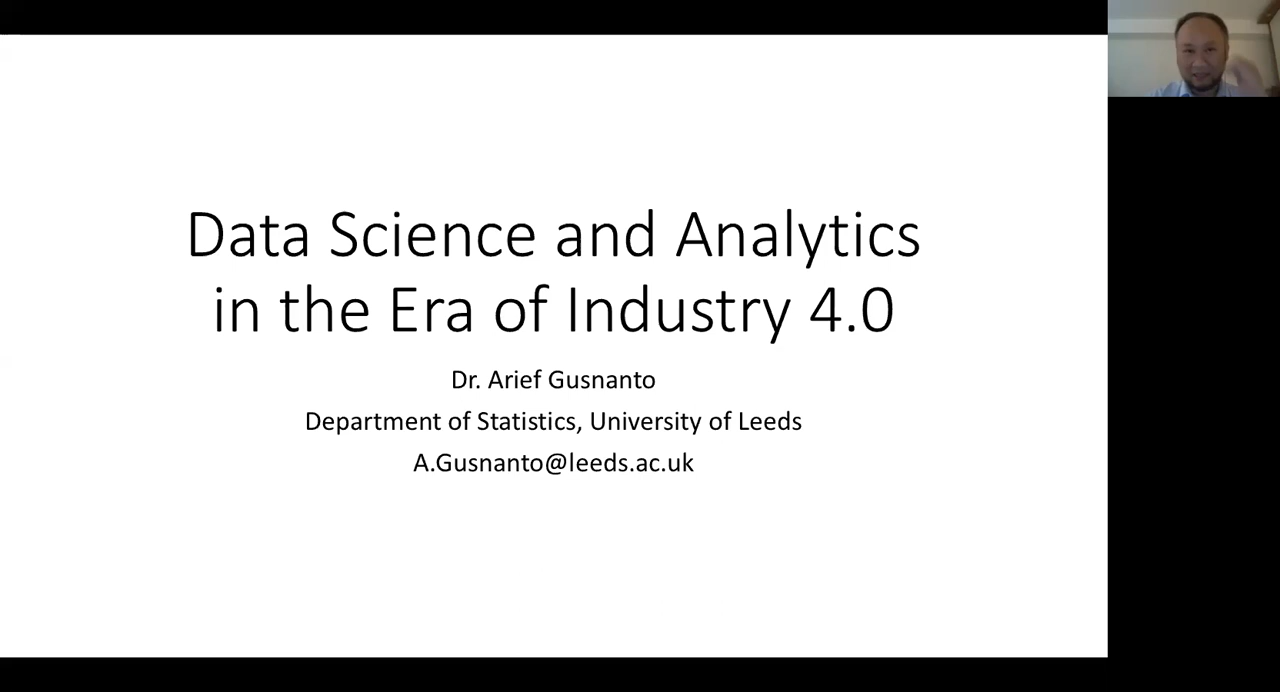 Data Science and Analytics
in the Era of Industry 4.0
Dr. Arief Gusnanto
Department of Statistics, University of Leeds
A.Gusnanto@leeds.ac.uk